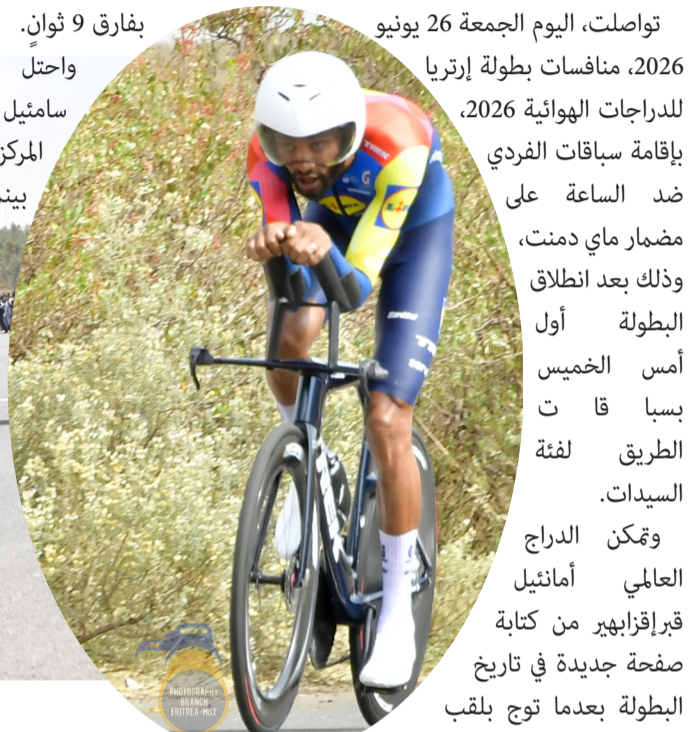 تواصلت، اليوم الجمعة 26 يونيو
2026، منافسات بطولة إرتريا
للدراجات الهوائية 2026،
بإقامة سباقات الفردي
ضد الساعة على
مضمار ماي دمنت،
وذلك بعد انطلاق
البطولة أول
أمس الخميس
بسبا قا ت
الطريق لفئة
السيدات.
وتمكن الدراج
العالمي أمانئيل
قبرإقزابهير من كتابة
صفحة جديدة في تاريخ
البطولة بعدما توج بلقب
بفارق 9 ثوانٍ.
واحتل
سامئيل
المركز
TREK
LIDL
PHOTOGRAPHY
BRANCH
ERITREA-MOI